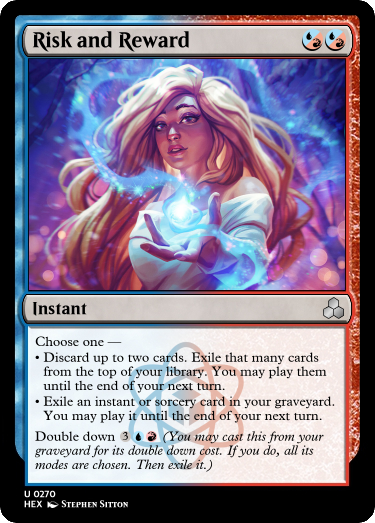 Risk and Reward
Instant
Choose one —
• Discard up to two cards. Exile that many cards
from the top of your library. You may play them
until the end of your next turn.
• Exile an instant or sorcery card in your graveyard.
You may play it until the end of your next turn.
Double down 3 (You may cast this from your
graveyard for its double down cost. If you do, all its
modes are chosen. Then exile it.)
U 0270
HEX Stephen Sitton